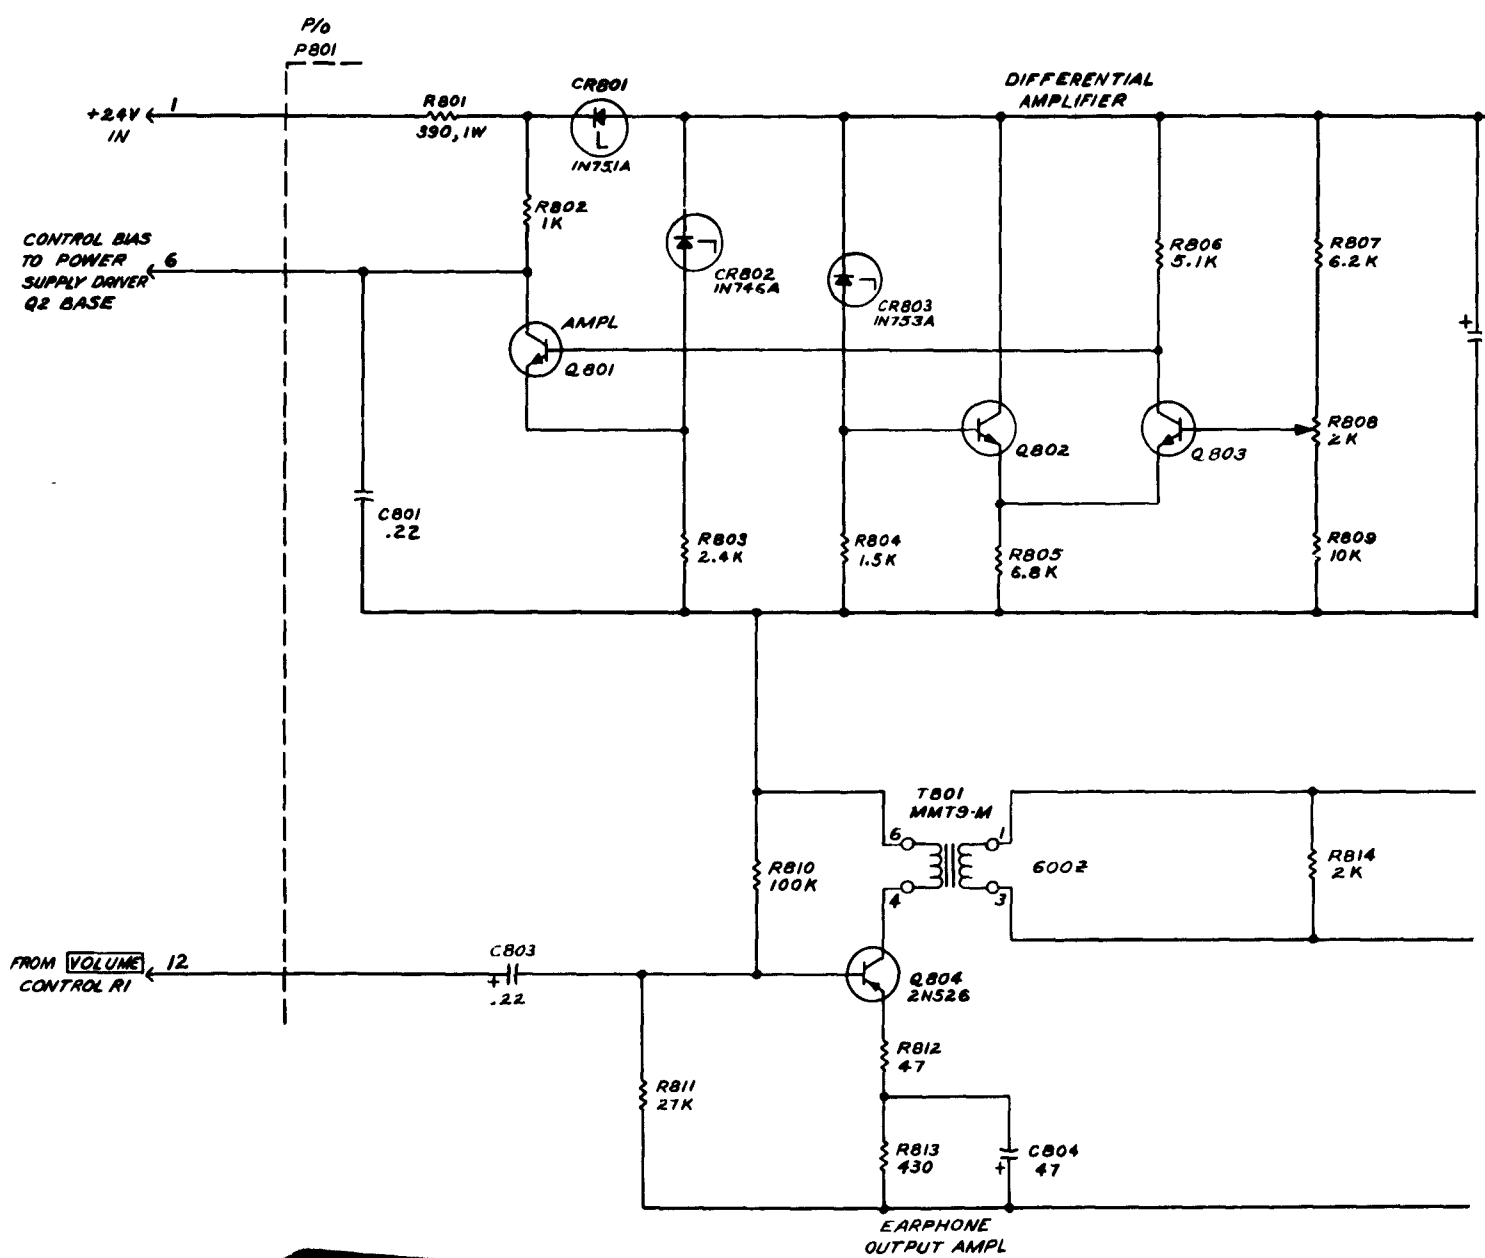 P/O
P801
+24V
IN
1
R801
390, 1W
CR801
1N751A
DIFFERENTIAL
AMPLIFIER
R802
1K
CONTROL BIAS
TO POWER
SUPPLY DRIVER
Q2 BASE
6
CR802
1N746A
CR803
1N753A
R806
5.1K
R807
6.2K
+
AMPL
Q801
Q802
Q803
R808
2K
C801
.22
R803
2.4K
R804
1.5K
R805
6.8K
R809
10K
T801
MMT9-M
6
1
4
3
600Z
R810
100K
R814
2K
FROM VOLUME
CONTROL R1
12
C803
+
.22
Q804
2N526
R812
47
R811
27K
R813
430
C804
47
+
EARPHONE
OUTPUT AMPL